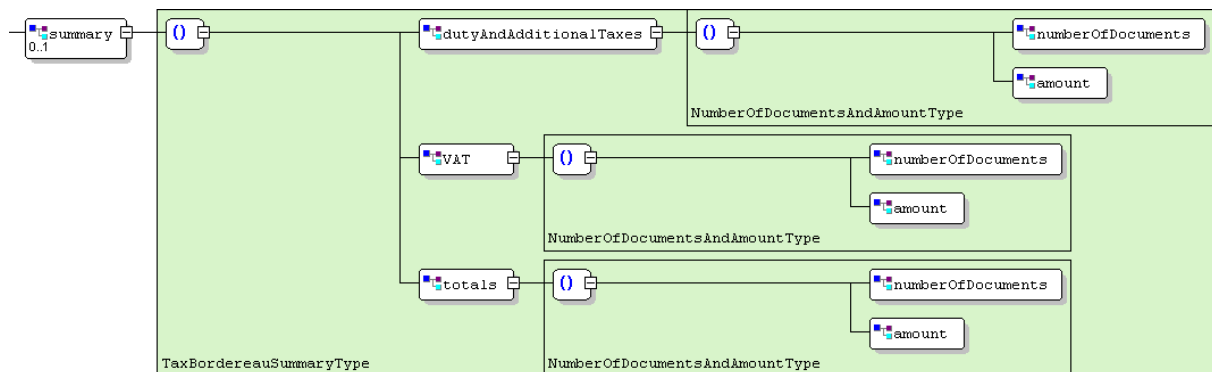 summary
0..1
()
dutyAndAdditionalTaxes
()
numberOfDocuments
amount
NumberOfDocumentsAndAmountType
VAT
()
numberOfDocuments
amount
NumberOfDocumentsAndAmountType
totals
()
numberOfDocuments
amount
TaxBordereauSummaryType
NumberOfDocumentsAndAmountType